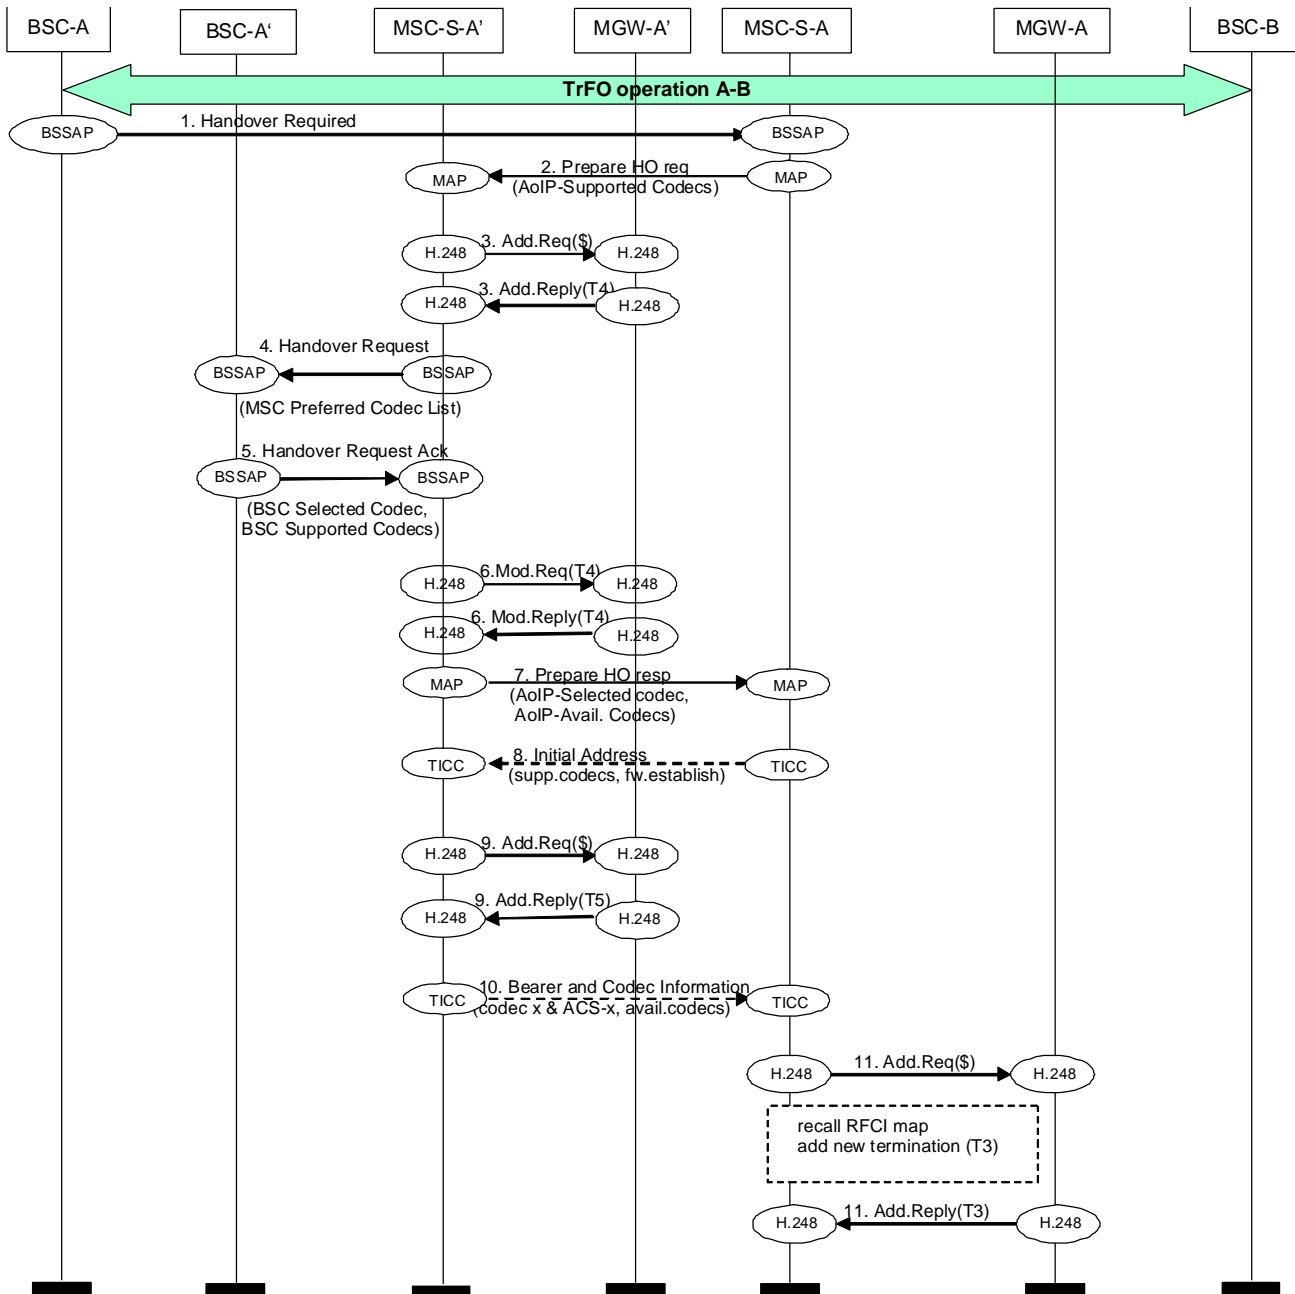 BSC-A
BSC-A‘
MSC-S-A’
MGW-A’
MSC-S-A
MGW-A
BSC-B
TrFO operation A-B
1. Handover Required
BSSAP
BSSAP
2. Prepare HO req
MAP
MAP
(AoIP-Supported Codecs)
3. Add.Req($)
H.248
H.248
3. Add.Reply(T4)
H.248
H.248
4. Handover Request
BSSAP
BSSAP
(MSC Preferred Codec List)
5. Handover Request Ack
BSSAP
BSSAP
(BSC Selected Codec,
BSC Supported Codecs)
6.Mod.Req(T4)
H.248
H.248
6. Mod.Reply(T4)
H.248
H.248
7. Prepare HO resp
MAP
MAP
(AoIP-Selected codec,
AoIP-Avail. Codecs)
8. Initial Address
TICC
TICC
(supp.codecs, fw.establish)
9. Add.Req($)
H.248
H.248
9. Add.Reply(T5)
H.248
H.248
10. Bearer and Codec Information
TICC
TICC
(codec x & ACS-x, avail.codecs)
11. Add.Req($)
H.248
H.248
recall RFCI map
add new termination (T3)
11. Add.Reply(T3)
H.248
H.248